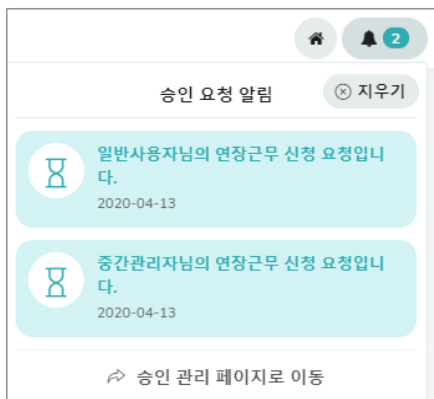 2
승인 요청 알림
지우기
일반사용자님의 연장근무 신청 요청입니
다.
2020-04-13
중간관리자님의 연장근무 신청 요청입니
다.
2020-04-13
승인 관리 페이지로 이동